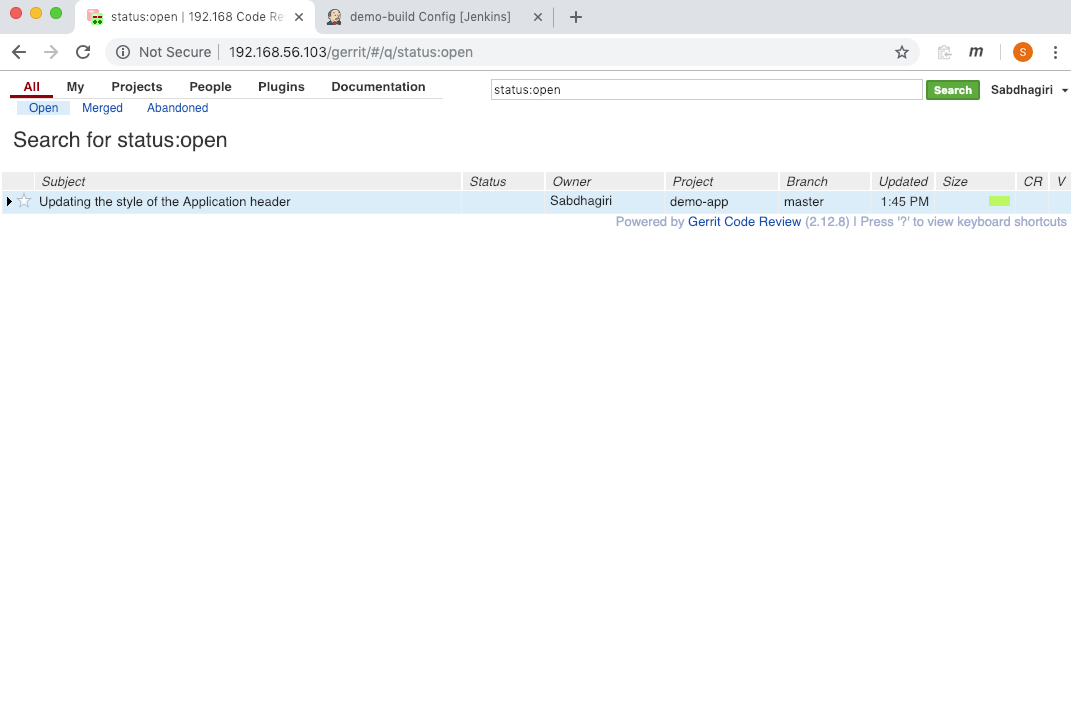 status:open | 192.168 Code Re
demo-build Config [Jenkins]
Not Secure
192.168.56.103/gerrit/#/q/status:open
m
S
All My Projects People Plugins Documentation
status:open
Search
Sabdhagiri
Open Merged Abandoned
Search for status:open
Subject Status Owner Project Branch Updated Size CR V
Updating the style of the Application header Sabdhagiri demo-app master 1:45 PM
Powered by Gerrit Code Review (2.12.8) | Press '?' to view keyboard shortcuts